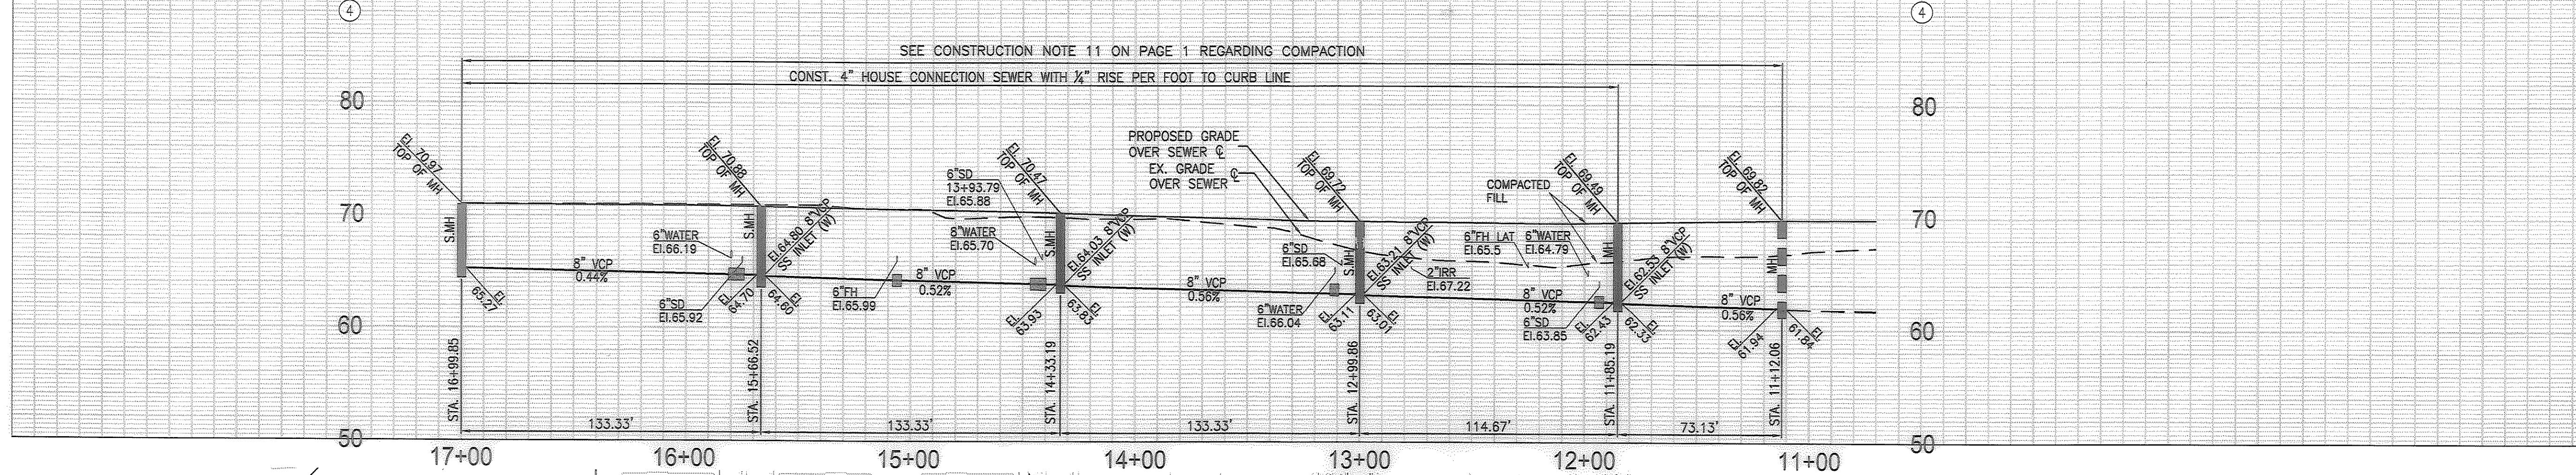 4
4
SEE CONSTRUCTION NOTE 11 ON PAGE 1 REGARDING COMPACTION
CONST. 4" HOUSE CONNECTION SEWER WITH ¼" RISE PER FOOT TO CURB LINE
80
80
70
70
60
60
50
50
El. 70.97
TOP OF MH
S.MH
El.
65.27
STA. 16+99.85
8" VCP
0.44%
133.33'
6"WATER
El.66.19
6"SD
El.65.92
El. 70.88
TOP OF MH
S.MH
El.64.80 8"VCP
SS INLET (W)
El.
64.70
El.
64.60
STA. 15+66.52
6"FH
El.65.99
8" VCP
0.52%
133.33'
6"SD
13+93.79
El.65.88
8"WATER
El.65.70
El. 70.47
TOP OF MH
S.MH
El.64.03 8"VCP
SS INLET (W)
El.
63.93
El.
63.83
STA. 14+33.19
PROPOSED GRADE
OVER SEWER ℄
EX. GRADE
OVER SEWER ℄
8" VCP
0.56%
133.33'
6"SD
El.65.68
6"WATER
El.66.04
El. 69.72
TOP OF MH
S.MH
El.63.21 8"VCP
SS INLET (W)
El.
63.11
El.
63.01
STA. 12+99.86
2"IRR
El.67.22
6"FH LAT
El.65.5
6"WATER
El.64.79
COMPACTED
FILL
8" VCP
0.52%
6"SD
El.63.85
114.67'
El. 69.49
TOP OF MH
MH
El.62.53 8"VCP
SS INLET (W)
El.
62.43
El.
62.33
STA. 11+85.19
8" VCP
0.56%
73.13'
El. 69.82
TOP OF MH
MH
El.
61.94
El.
61.84
STA. 11+12.06
17+00
16+00
15+00
14+00
13+00
12+00
11+00